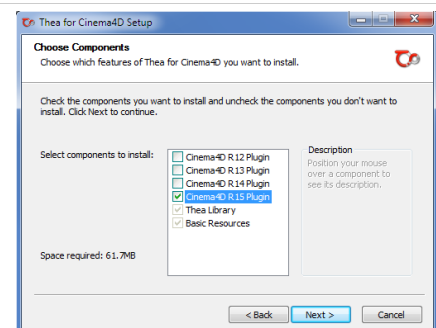 Thea for Cinema4D Setup
Choose Components
Choose which features of Thea for Cinema4D you want to install.
Check the components you want to install and uncheck the components you don't want to
install. Click Next to continue.
Select components to install:
Cinema4D R12 Plugin
Cinema4D R13 Plugin
Cinema4D R14 Plugin
Cinema4D R15 Plugin
Thea Library
Basic Resources
Description
Position your mouse
over a component to
see its description.
Space required: 61.7MB
< Back
Next >
Cancel